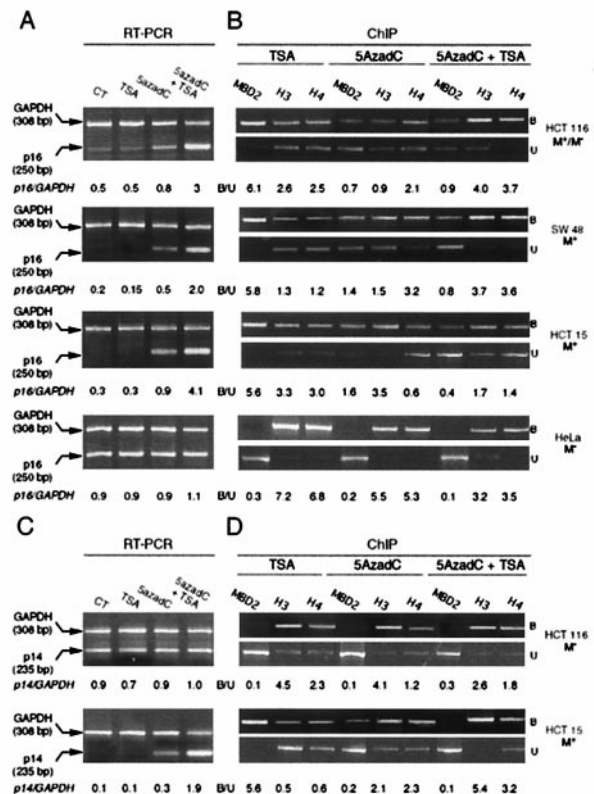 A
B
RT-PCR
ChIP
TSA
5AzadC
5AzadC + TSA
CT TSA 5azadC 5azadC + TSA
MBD2 H3 H4 MBD2 H3 H4 MBD2 H3 H4
GAPDH
(308 bp)
p16
(250 bp)
B
U
HCT 116
M⁺/M⁻
p16/GAPDH 0.5 0.5 0.8 3 B/U 6.1 2.6 2.5 0.7 0.9 2.1 0.9 4.0 3.7
GAPDH
(308 bp)
p16
(250 bp)
B
U
SW 48
M⁺
p16/GAPDH 0.2 0.15 0.5 2.0 B/U 5.8 1.3 1.2 1.4 1.5 3.2 0.8 3.7 3.6
GAPDH
(308 bp)
p16
(250 bp)
B
U
HCT 15
M⁺
p16/GAPDH 0.3 0.3 0.9 4.1 B/U 5.6 3.3 3.0 1.6 3.5 0.6 0.4 1.7 1.4
GAPDH
(308 bp)
p16
(250 bp)
B
U
HeLa
M⁻
p16/GAPDH 0.9 0.9 0.9 1.1 B/U 0.3 7.2 6.8 0.2 5.5 5.3 0.1 3.2 3.5
C
D
RT-PCR
ChIP
TSA
5AzadC
5AzadC + TSA
CT TSA 5azadC 5azadC + TSA
MBD2 H3 H4 MBD2 H3 H4 MBD2 H3 H4
GAPDH
(308 bp)
p14
(235 bp)
B
U
HCT 116
M⁻
p14/GAPDH 0.9 0.7 0.9 1.0 B/U 0.1 4.5 2.3 0.1 4.1 1.2 0.3 2.6 1.8
GAPDH
(308 bp)
p14
(235 bp)
B
U
HCT 15
M⁺
p14/GAPDH 0.1 0.1 0.3 1.9 B/U 5.6 0.5 0.6 0.2 2.1 2.3 0.1 5.4 3.2